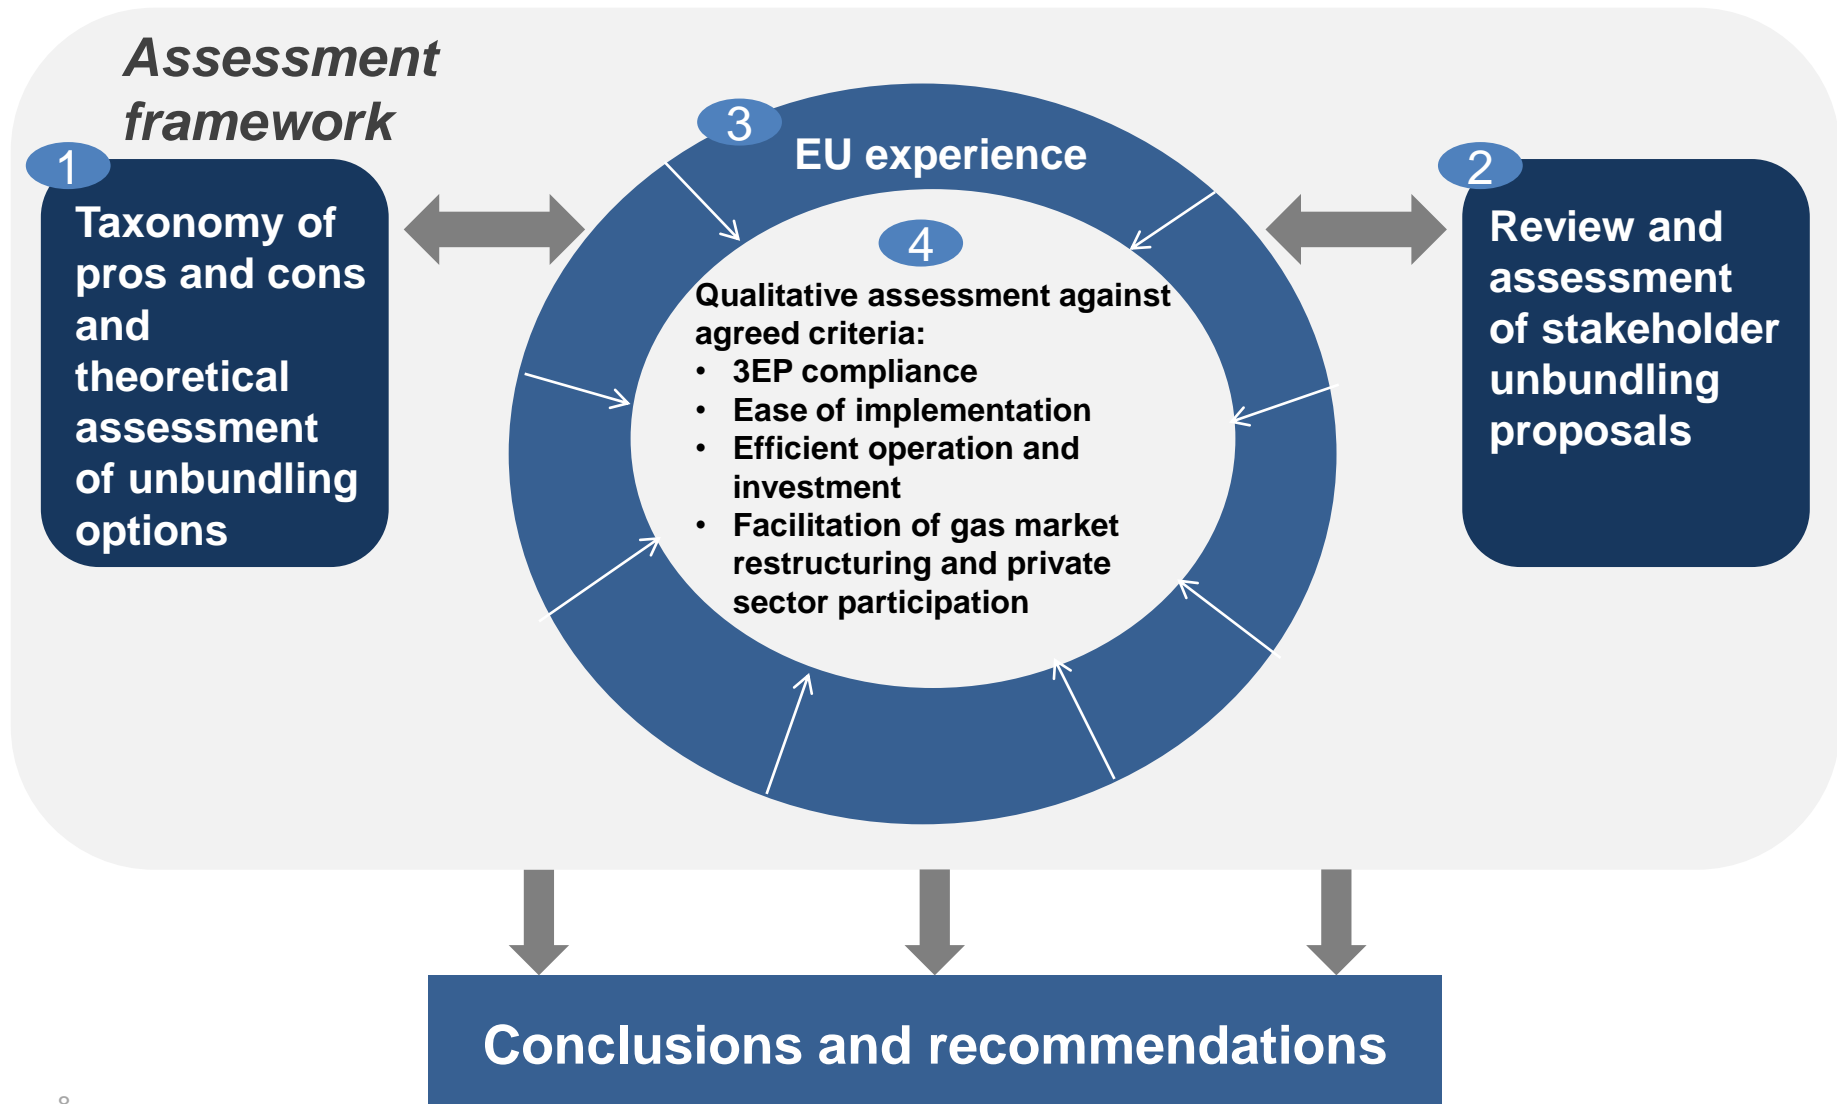 Assessment
framework
1
Taxonomy of
pros and cons
and
theoretical
assessment
of unbundling
options
3
EU experience
4
Qualitative assessment against
agreed criteria:
• 3EP compliance
• Ease of implementation
• Efficient operation and
investment
• Facilitation of gas market
restructuring and private
sector participation
2
Review and
assessment
of stakeholder
unbundling
proposals
Conclusions and recommendations
8